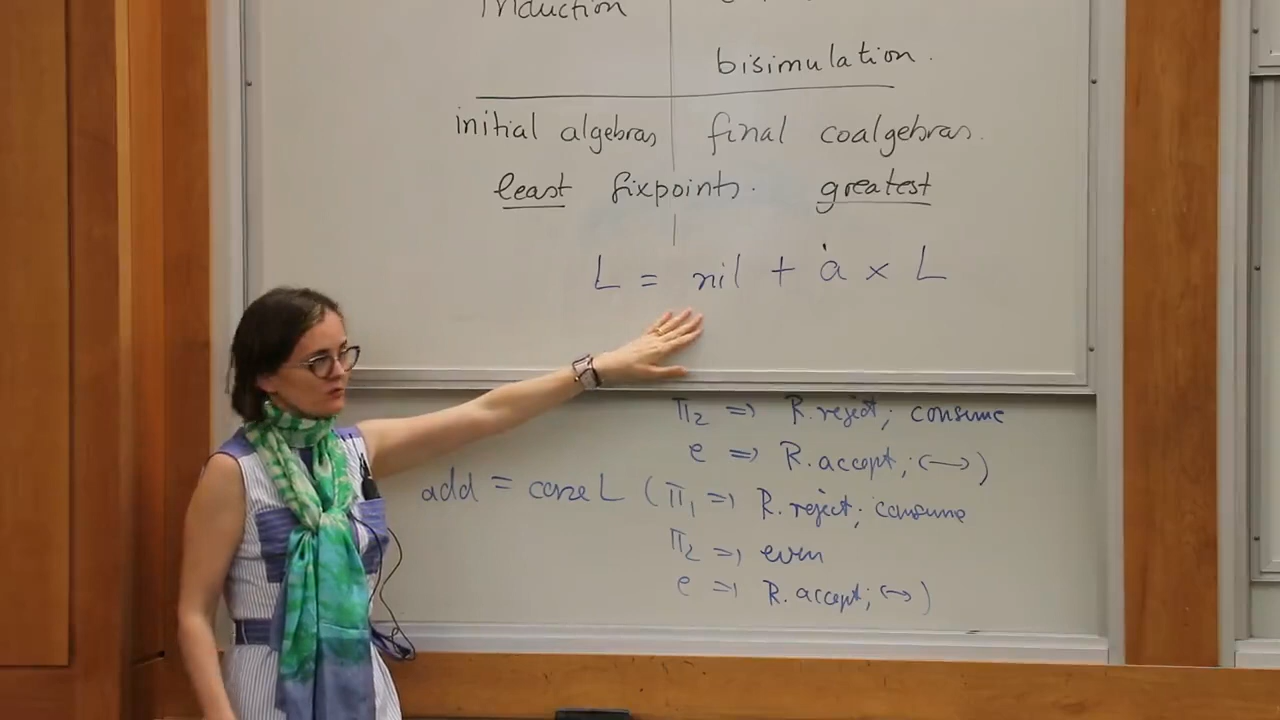 induction
bisimulation.
initial algebras final coalgebras.
least fixpoints. greatest
L = nil + a × L
π₂ => R.reject; consume
e => R.accept; (<->)
add = caseL (π₁ => R.reject; consume
π₂ => even
e => R.accept; (<->)